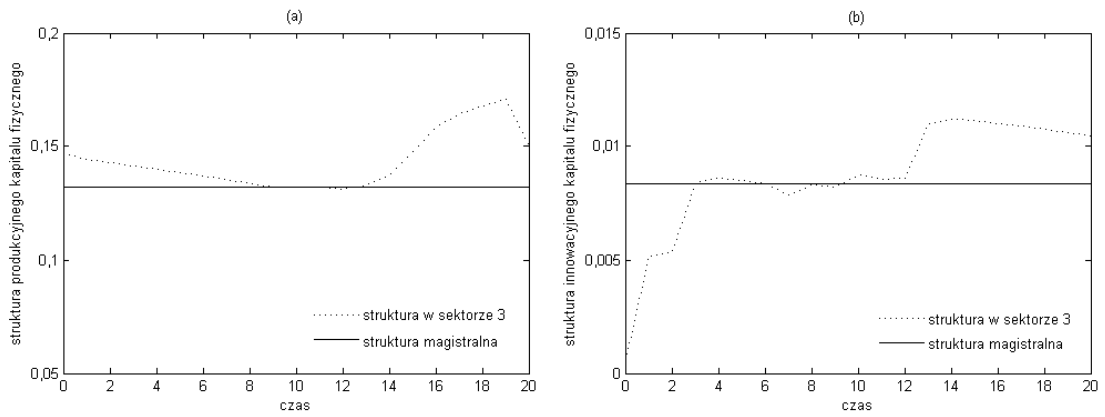 (a)
struktura produkcyjnego kapitału fizycznego
0,2
0,15
0,1
0,05
struktura w sektorze 3
struktura magistralna
0 2 4 6 8 10 12 14 16 18 20
czas
(b)
struktura innowacyjnego kapitału fizycznego
0,015
0,01
0,005
0
struktura w sektorze 3
struktura magistralna
0 2 4 6 8 10 12 14 16 18 20
czas